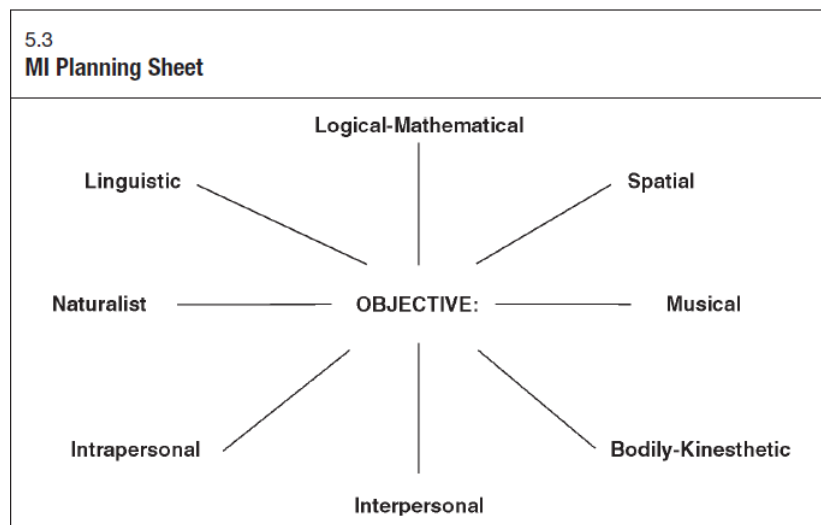 5.3
MI Planning Sheet
Logical-Mathematical
Linguistic
Spatial
Naturalist
OBJECTIVE:
Musical
Intrapersonal
Bodily-Kinesthetic
Interpersonal